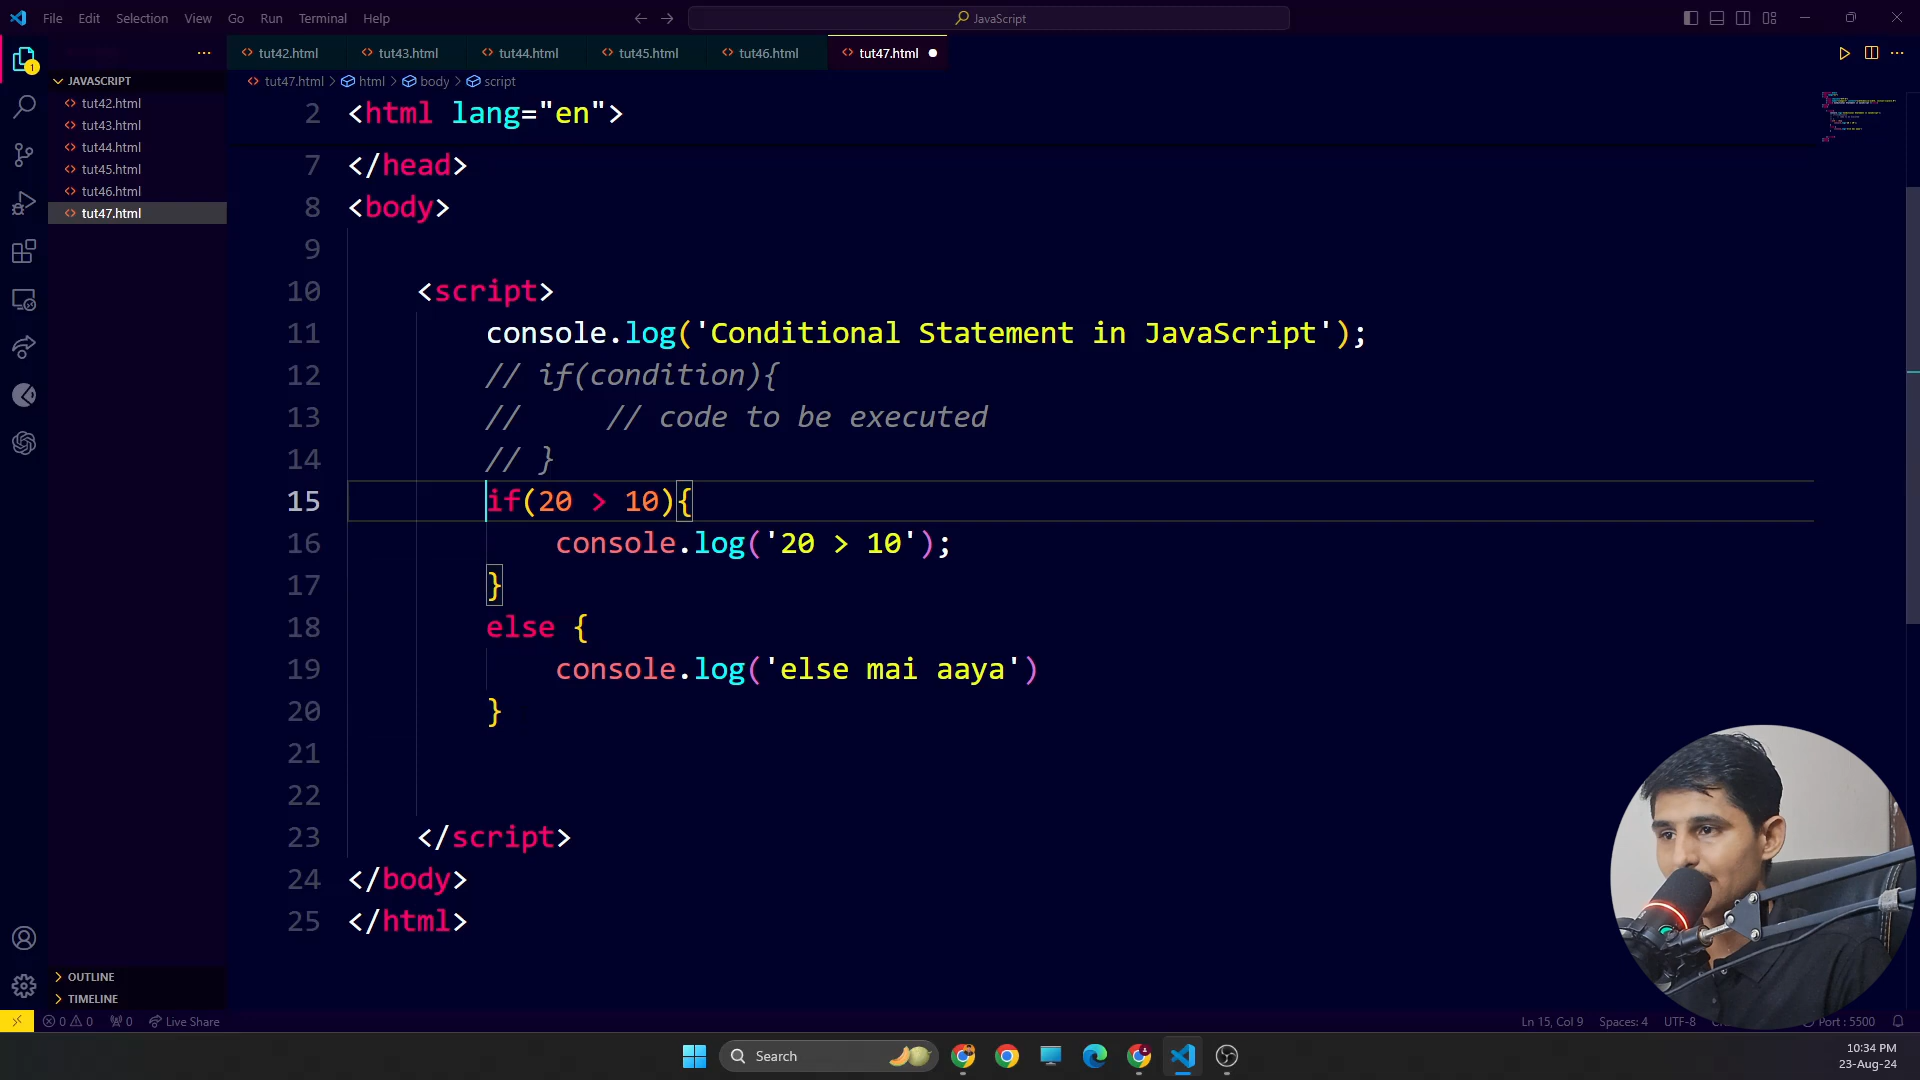 File Edit Selection View Go Run Terminal Help
JavaScript
tut42.html tut43.html tut44.html tut45.html tut46.html tut47.html
JAVASCRIPT
tut42.html
tut43.html
tut44.html
tut45.html
tut46.html
tut47.html
tut47.html > html > body > script
2 <html lang="en">
7 </head>
8 <body>
9
10 <script>
11 console.log('Conditional Statement in JavaScript');
12 // if(condition){
13 // // code to be executed
14 // }
15 if(20 > 10){
16 console.log('20 > 10');
17 }
18 else {
19 console.log('else mai aaya')
20 }
21
22
23 </script>
24 </body>
25 </html>
1
OUTLINE
TIMELINE
0 0 0 Live Share
Ln 15, Col 9 Spaces: 4 UTF-8 Port : 5500
Search
10:34 PM
23-Aug-24